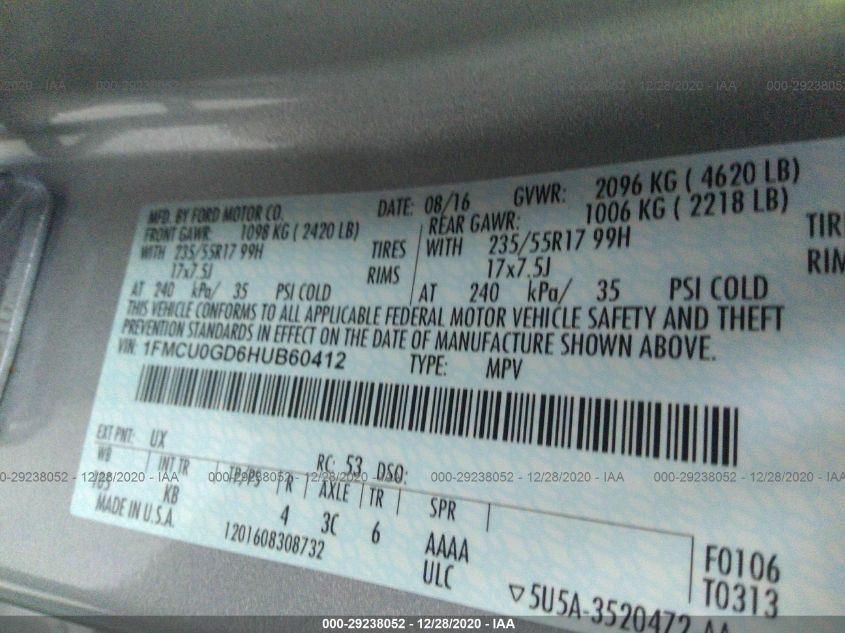 MFD. BY FORD MOTOR CO. DATE: 08/16 GVWR: 2096 KG ( 4620 LB)
FRONT GAWR: 1098 KG ( 2420 LB) REAR GAWR: 1006 KG ( 2218 LB)
WITH 235/55R17 99H TIRES WITH 235/55R17 99H TIRE
17x7.5J RIMS 17x7.5J RIM
AT 240 kPa/ 35 PSI COLD AT 240 kPa/ 35 PSI COLD
THIS VEHICLE CONFORMS TO ALL APPLICABLE FEDERAL MOTOR VEHICLE SAFETY AND THEFT
PREVENTION STANDARDS IN EFFECT ON THE DATE OF MANUFACTURE SHOWN ABOVE.
VIN: 1FMCU0GD6HUB60412 TYPE: MPV
EXT PNT: UX RC: 53 DSO:
WB INT TR TP/PS R AXLE TR SPR
KB 4 3C 6 AAAA F0106
MADE IN U.S.A. 1201608308732 ULC T0313
▽5U5A-3520472
000-29238052 • 12/28/2020 - IAA